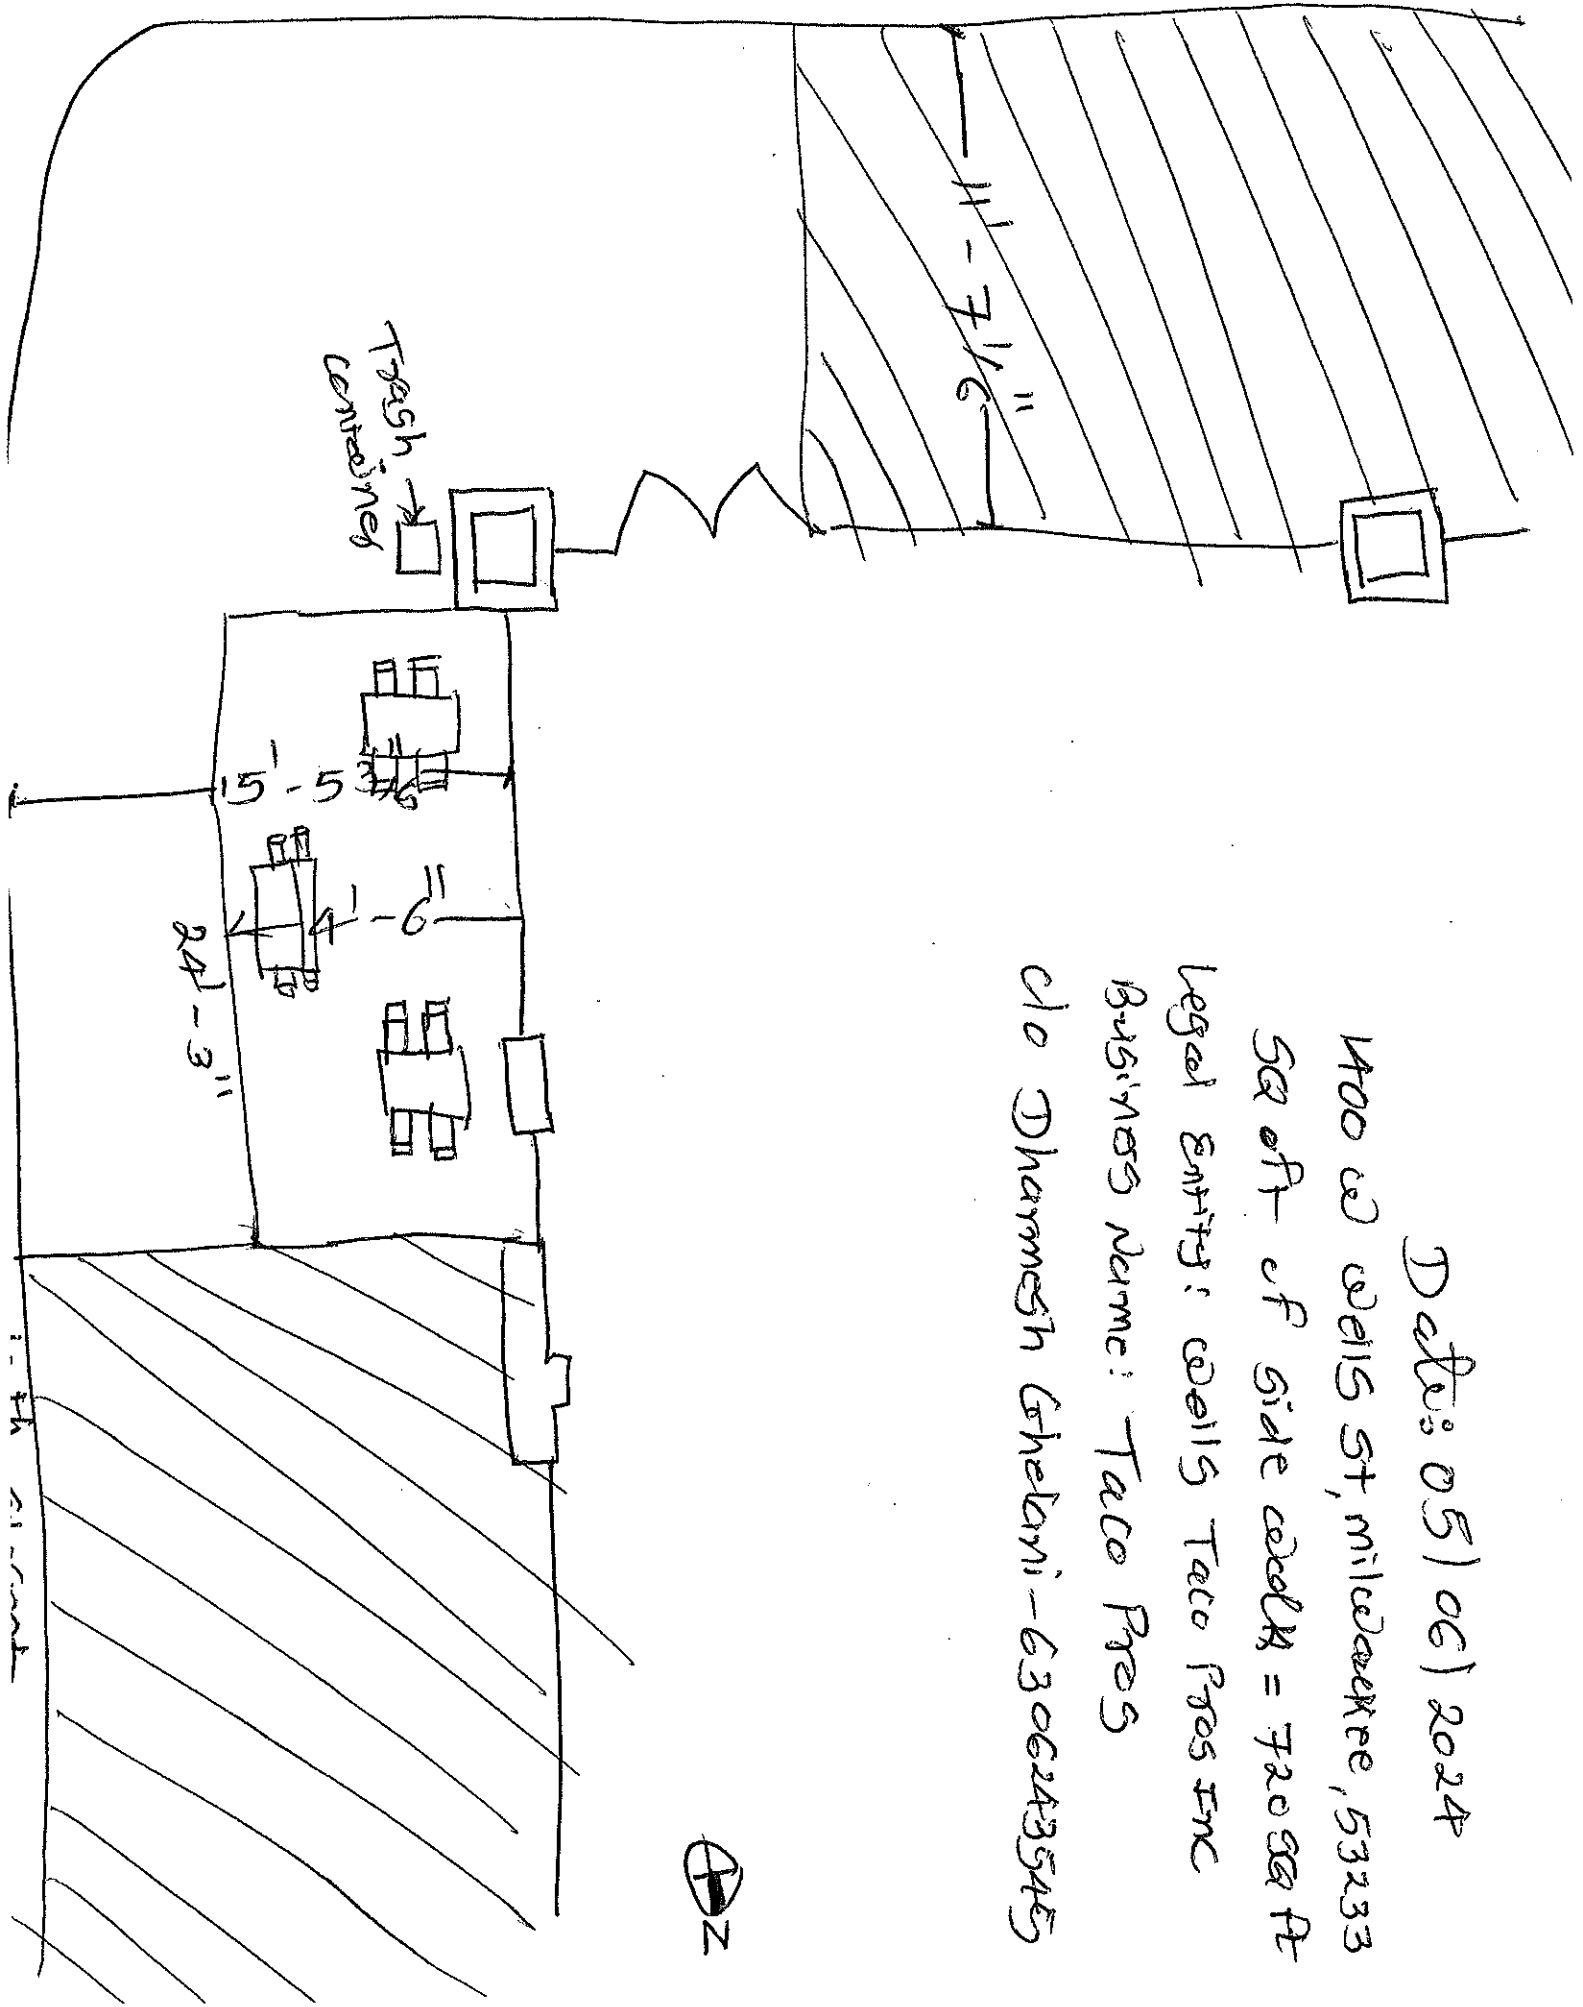 Date: 05/06/2024
1400 W Wells St, milwaukee, 53233
SQ oft of side walk = 720 SQ ft
Legal Entity: Wells Taco Pros Inc
Business Name: Taco Pros
c/o Dharmesh Ghelani - 6306243545
11' - 7 1/6"
Trash
container
15' - 5 3/16"
4' - 6"
24' - 3"
N